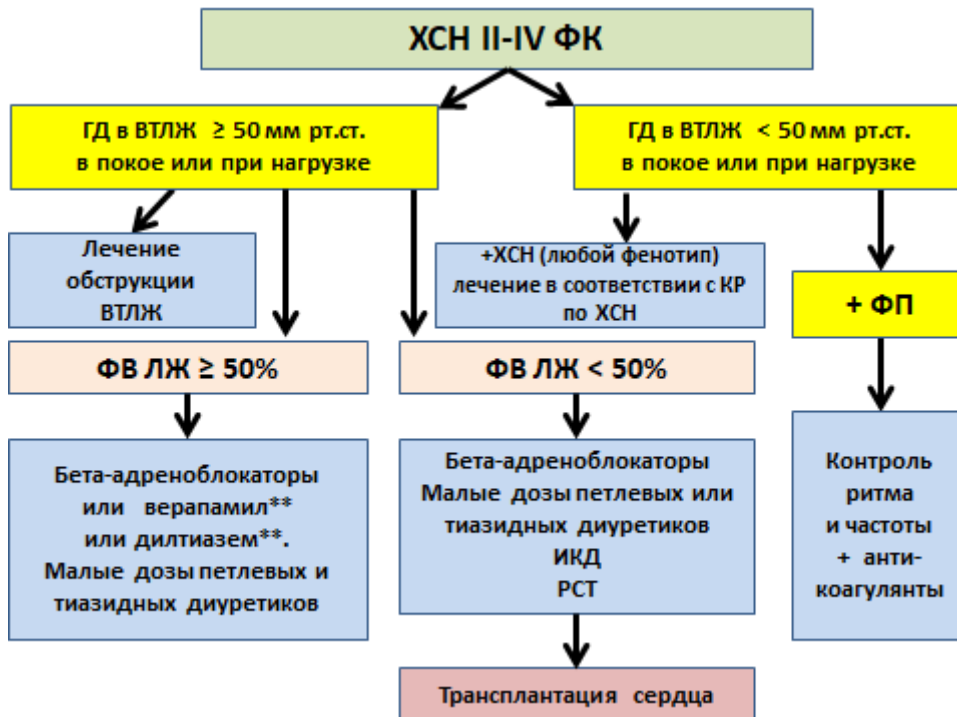 ХСН II-IV ФК
ГД в ВТЛЖ ≥ 50 мм рт.ст.
в покое или при нагрузке
ГД в ВТЛЖ < 50 мм рт.ст.
в покое или при нагрузке
Лечение
обструкции
ВТЛЖ
+ХСН (любой фенотип)
лечение в соответствии с КР
по ХСН
+ ФП
ФВ ЛЖ ≥ 50%
ФВ ЛЖ < 50%
Бета-адреноблокаторы
или верапамил**
или дилтиазем**.
Малые дозы петлевых и
тиазидных диуретиков
Бета-адреноблокаторы
Малые дозы петлевых или
тиазидных диуретиков
ИКД
РСТ
Контроль
ритма
и частоты
+ анти-
коагулянты
Трансплантация сердца